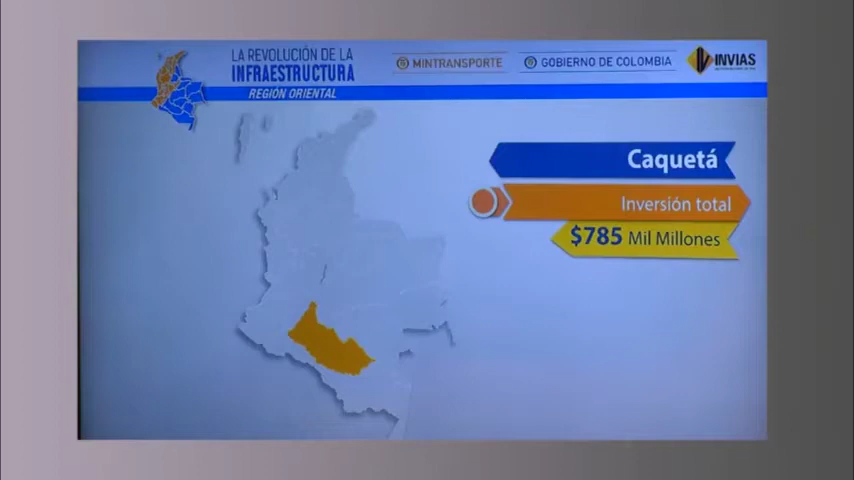 LA REVOLUCIÓN DE LA
INFRAESTRUCTURA
REGIÓN ORIENTAL
MINTRANSPORTE
GOBIERNO DE COLOMBIA
INVIAS
Caquetá
Inversión total
$785 Mil Millones